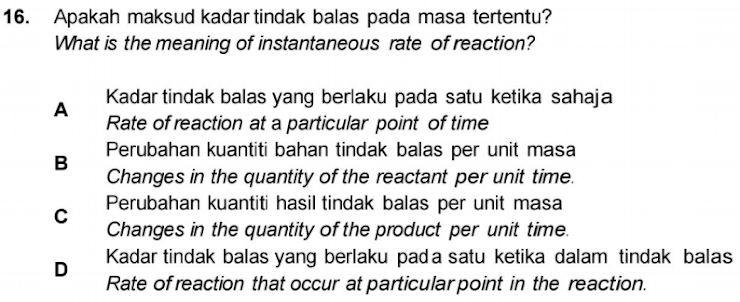 16. Apakah maksud kadar tindak balas pada masa tertentu?
What is the meaning of instantaneous rate of reaction?
A Kadar tindak balas yang berlaku pada satu ketika sahaja
Rate of reaction at a particular point of time
B Perubahan kuantiti bahan tindak balas per unit masa
Changes in the quantity of the reactant per unit time.
C Perubahan kuantiti hasil tindak balas per unit masa
Changes in the quantity of the product per unit time.
D Kadar tindak balas yang berlaku pada satu ketika dalam tindak balas
Rate of reaction that occur at particular point in the reaction.